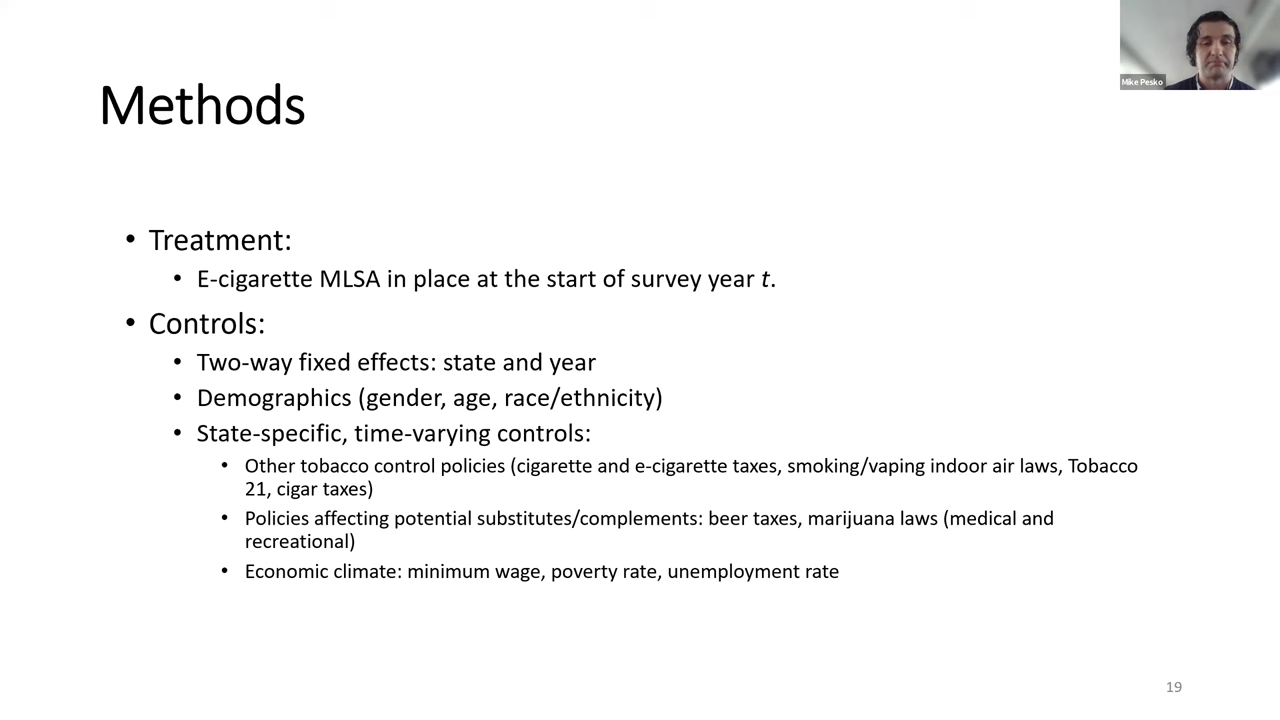 Mike Pesko
Methods
• Treatment:
• E-cigarette MLSA in place at the start of survey year t.
• Controls:
• Two-way fixed effects: state and year
• Demographics (gender, age, race/ethnicity)
• State-specific, time-varying controls:
• Other tobacco control policies (cigarette and e-cigarette taxes, smoking/vaping indoor air laws, Tobacco
21, cigar taxes)
• Policies affecting potential substitutes/complements: beer taxes, marijuana laws (medical and
recreational)
• Economic climate: minimum wage, poverty rate, unemployment rate
19